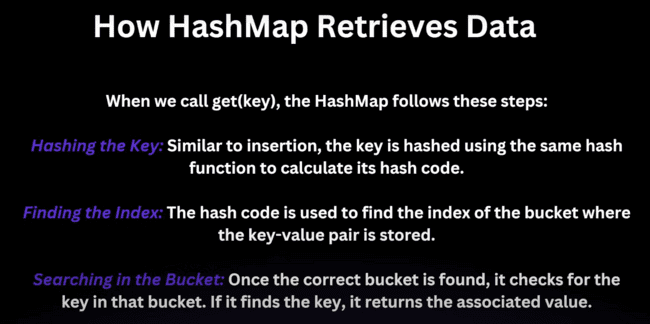 How HashMap Retrieves Data
When we call get(key), the HashMap follows these steps:
Hashing the Key: Similar to insertion, the key is hashed using the same hash
function to calculate its hash code.
Finding the Index: The hash code is used to find the index of the bucket where
the key-value pair is stored.
Searching in the Bucket: Once the correct bucket is found, it checks for the
key in that bucket. If it finds the key, it returns the associated value.